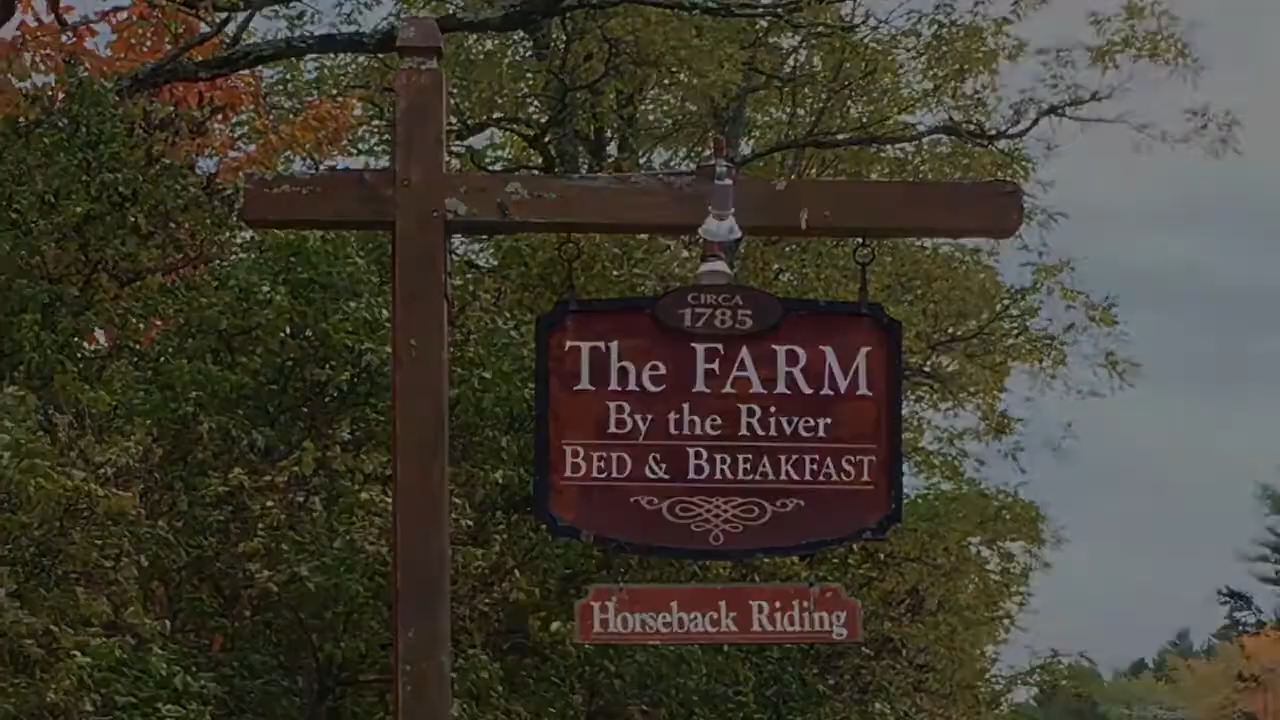 CIRCA
1785
The FARM
By the River
BED & BREAKFAST
Horseback Riding